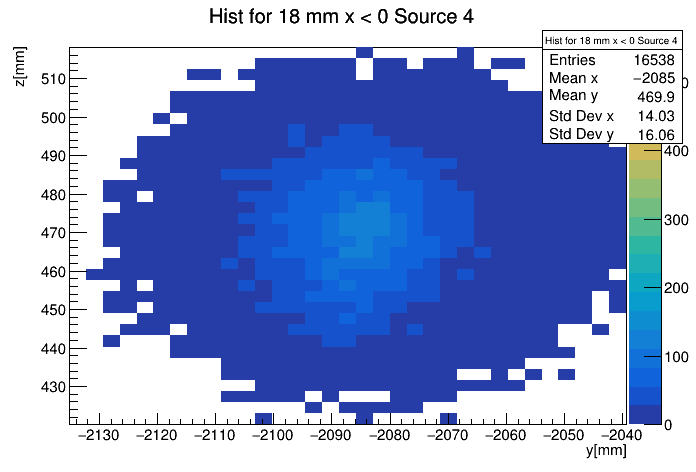 Hist for 18 mm x < 0 Source 4
Hist for 18 mm x < 0 Source 4
Entries 16538
Mean x −2085
Mean y 469.9
Std Dev x 14.03
Std Dev y 16.06
z[mm]
510
500
490
480
470
460
450
440
430
−2130 −2120 −2110 −2100 −2090 −2080 −2070 −2060 −2050 −2040
y[mm]
0
400
300
200
100
0